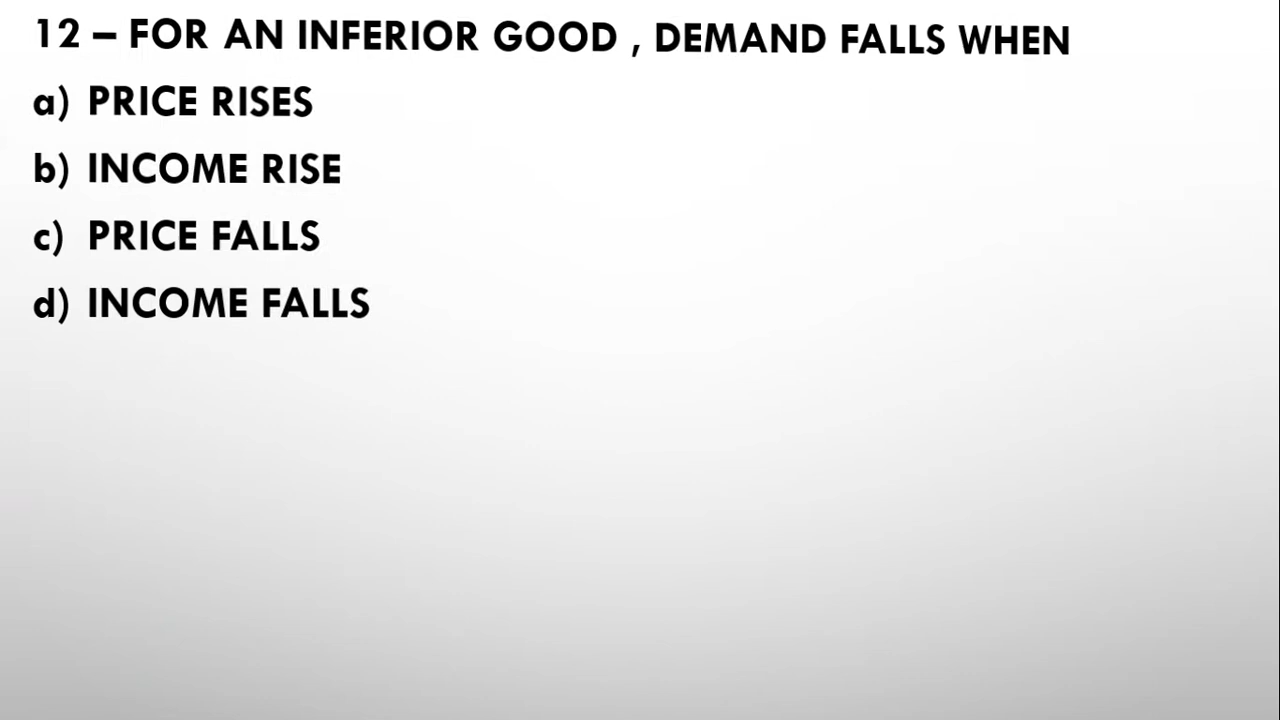 12 – FOR AN INFERIOR GOOD , DEMAND FALLS WHEN
a) PRICE RISES
b) INCOME RISE
c) PRICE FALLS
d) INCOME FALLS